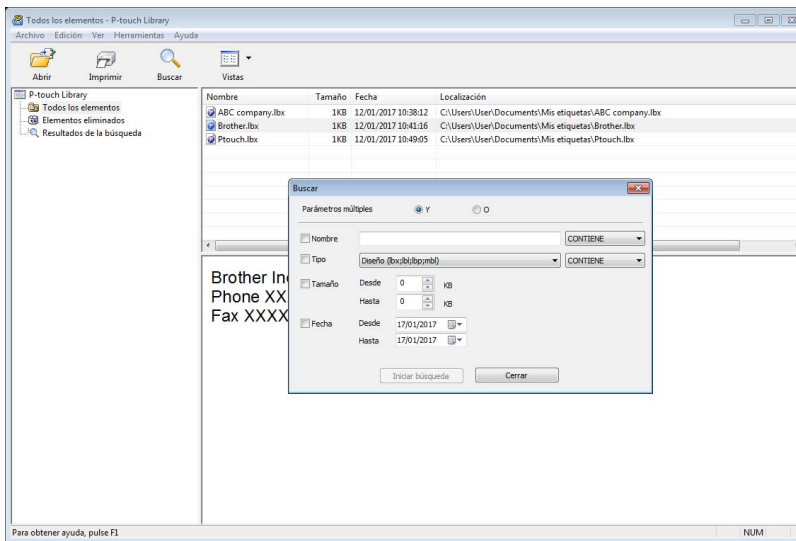 Todos los elementos - P-touch Library
Archivo Edición Ver Herramientas Ayuda
Abrir Imprimir Buscar Vistas
P-touch Library
Todos los elementos
Elementos eliminados
Resultados de la búsqueda
Nombre Tamaño Fecha Localización
ABC company.lbx 1KB 12/01/2017 10:38:12 C:\Users\User\Documents\Mis etiquetas\ABC company.lbx
Brother.lbx 1KB 12/01/2017 10:41:16 C:\Users\User\Documents\Mis etiquetas\Brother.lbx
Ptouch.lbx 1KB 12/01/2017 10:49:05 C:\Users\User\Documents\Mis etiquetas\Ptouch.lbx
Brother In
Phone XX
Fax XXXX
Buscar
Parámetros múltiples Y O
Nombre CONTIENE
Tipo Diseño (lbx;lbl;lbp;mbl) CONTIENE
Tamaño Desde 0 KB
Hasta 0 KB
Fecha Desde 17/01/2017
Hasta 17/01/2017
Iniciar búsqueda Cerrar
Para obtener ayuda, pulse F1 NUM